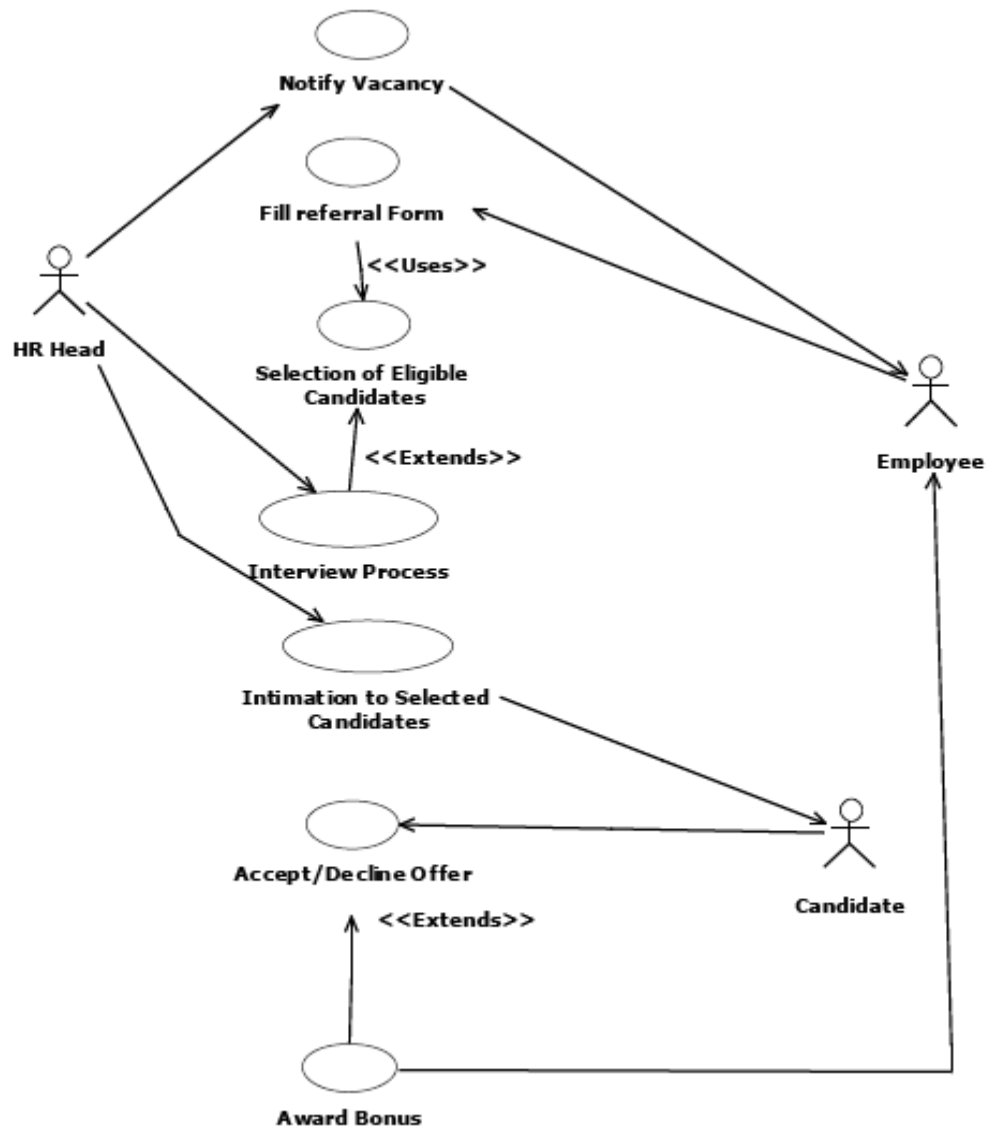 Notify Vacancy
Fill referral Form
<<Uses>>
HR Head
Selection of Eligible
Candidates
<<Extends>>
Employee
Interview Process
Intimation to Selected
Candidates
Accept/Decline Offer
Candidate
<<Extends>>
Award Bonus